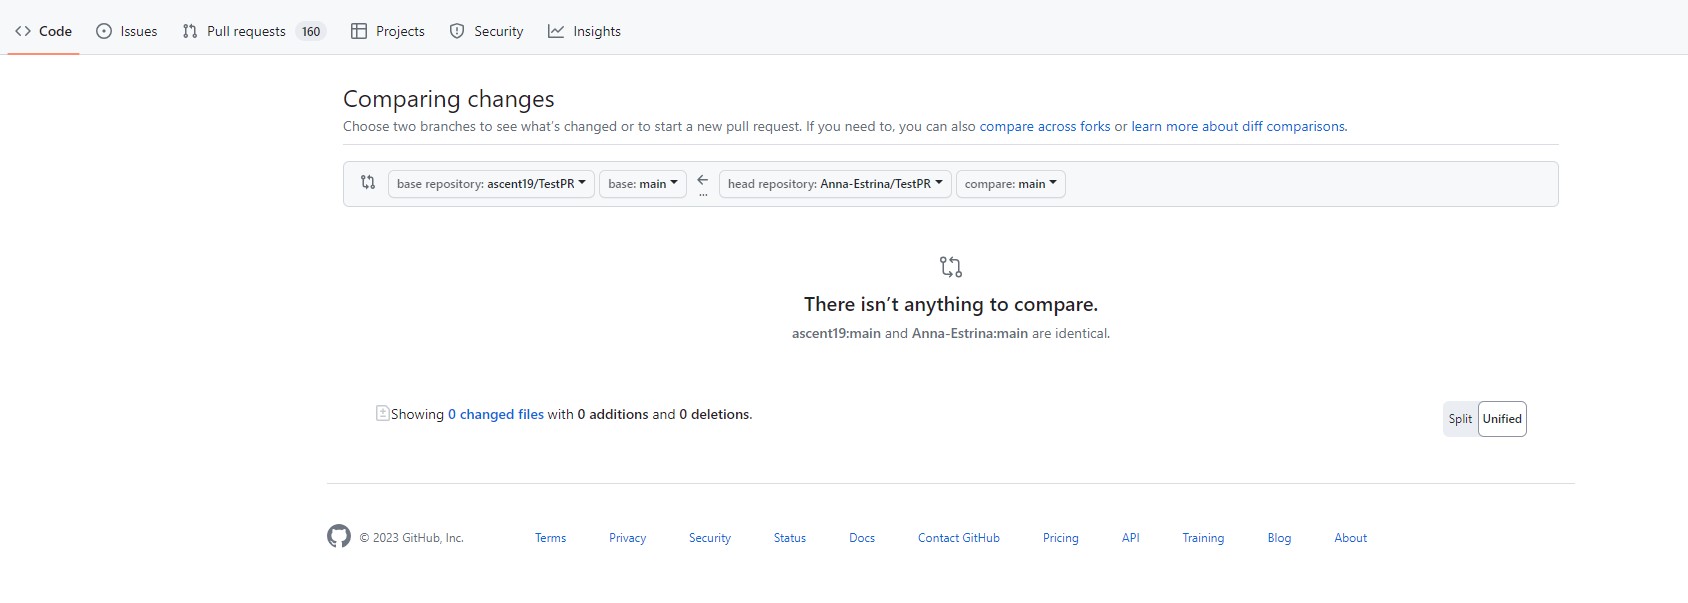 Code Issues Pull requests 160 Projects Security Insights
Comparing changes
Choose two branches to see what's changed or to start a new pull request. If you need to, you can also compare across forks or learn more about diff comparisons.
base repository: ascent19/TestPR base: main ... head repository: Anna-Estrina/TestPR compare: main
There isn't anything to compare.
ascent19:main and Anna-Estrina:main are identical.
Showing 0 changed files with 0 additions and 0 deletions. Split Unified
© 2023 GitHub, Inc. Terms Privacy Security Status Docs Contact GitHub Pricing API Training Blog About